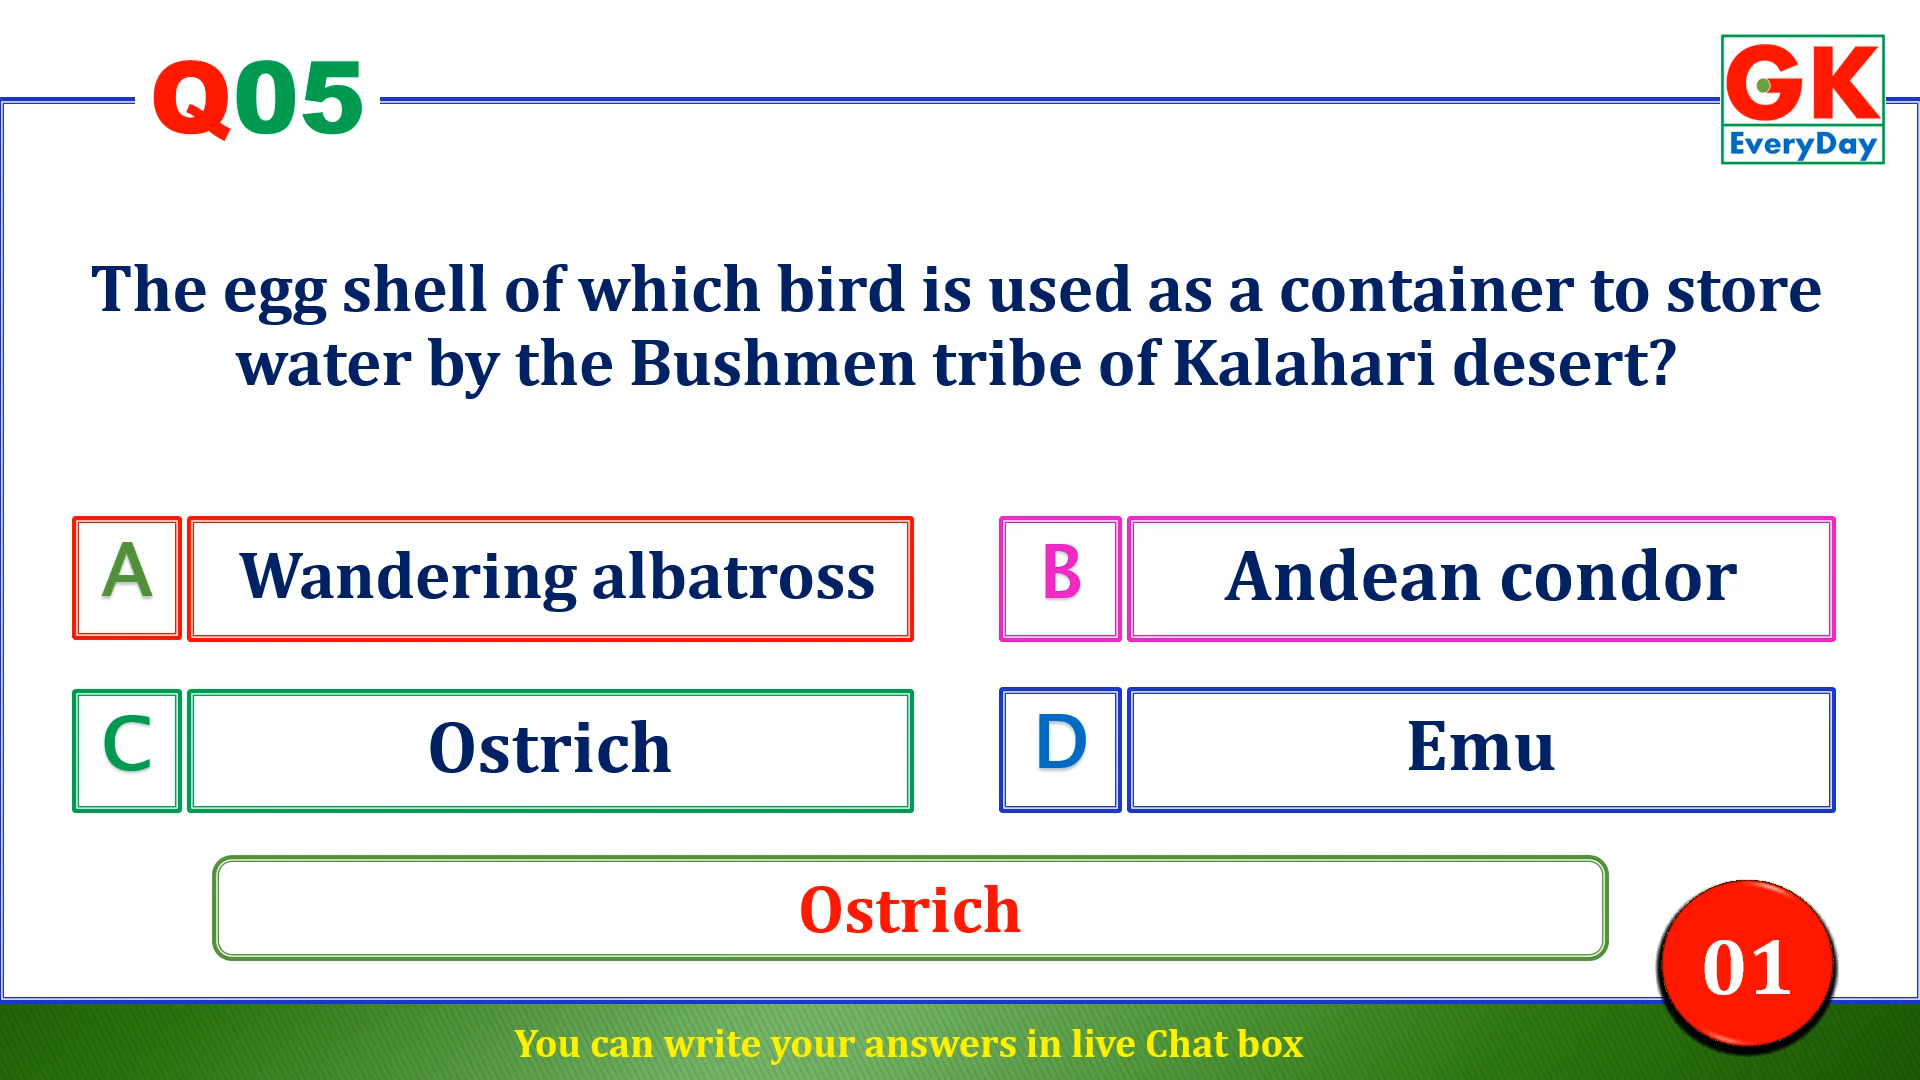 Q05
GK
EveryDay
The egg shell of which bird is used as a container to store
water by the Bushmen tribe of Kalahari desert?
A Wandering albatross
B Andean condor
C Ostrich
D Emu
Ostrich
01
You can write your answers in live Chat box